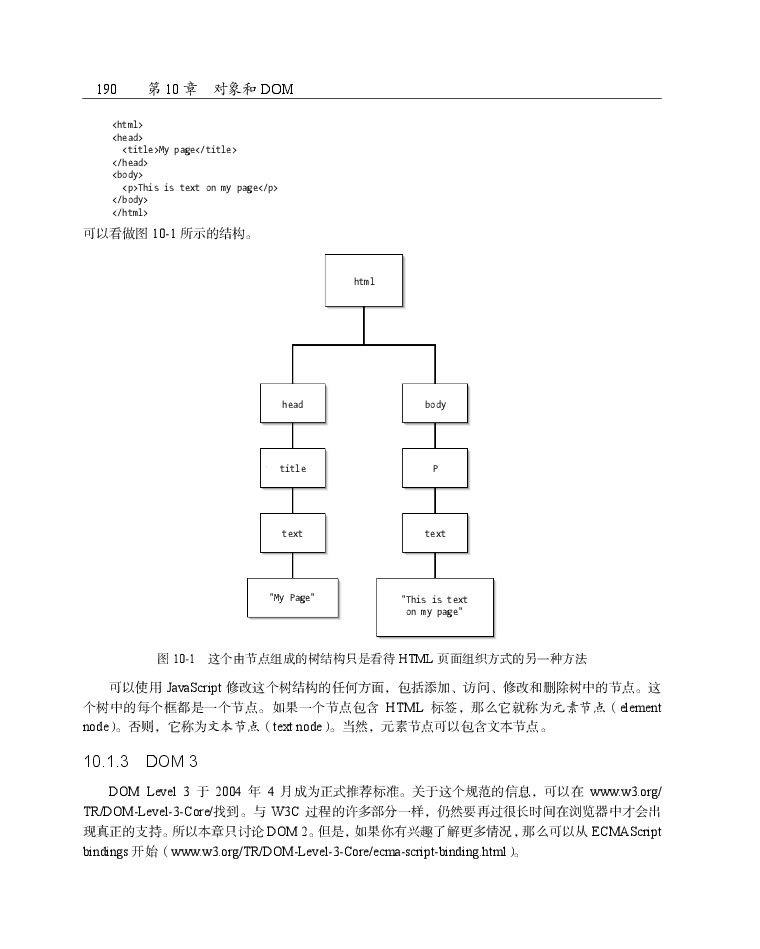 190 第 10 章 对象和 DOM
<html>
<head>
<title>My page</title>
</head>
<body>
<p>This is text on my page</p>
</body>
</html>
可以看做图 10-1 所示的结构。
html
head body
title P
text text
"My Page" "This is text
on my page"
图 10-1 这个由节点组成的树结构只是看待 HTML 页面组织方式的另一种方法
可以使用 JavaScript 修改这个树结构的任何方面，包括添加、访问、修改和删除树中的节点。这
个树中的每个框都是一个节点。如果一个节点包含 HTML 标签，那么它就称为元素节点（element
node）。否则，它称为文本节点（text node）。当然，元素节点可以包含文本节点。
10.1.3 DOM 3
DOM Level 3 于 2004 年 4 月成为正式推荐标准。关于这个规范的信息，可以在 www.w3.org/
TR/DOM-Level-3-Core/找到。与 W3C 过程的许多部分一样，仍然要再过很长时间在浏览器中才会出
现真正的支持。所以本章只讨论 DOM 2。但是，如果你有兴趣了解更多情况，那么可以从 ECMAScript
bindings 开始（www.w3.org/TR/DOM-Level-3-Core/ecma-script-binding.html）。